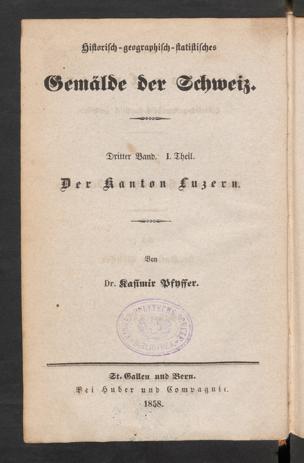 Historisch-geographisch-statistisches
Gemälde der Schweiz.
Dritter Band. I. Theil.
Der Kanton Luzern.
Von
Dr. Kasimir Pfyffer.
St. Gallen und Bern.
Bei Huber und Compagnie.
1858.